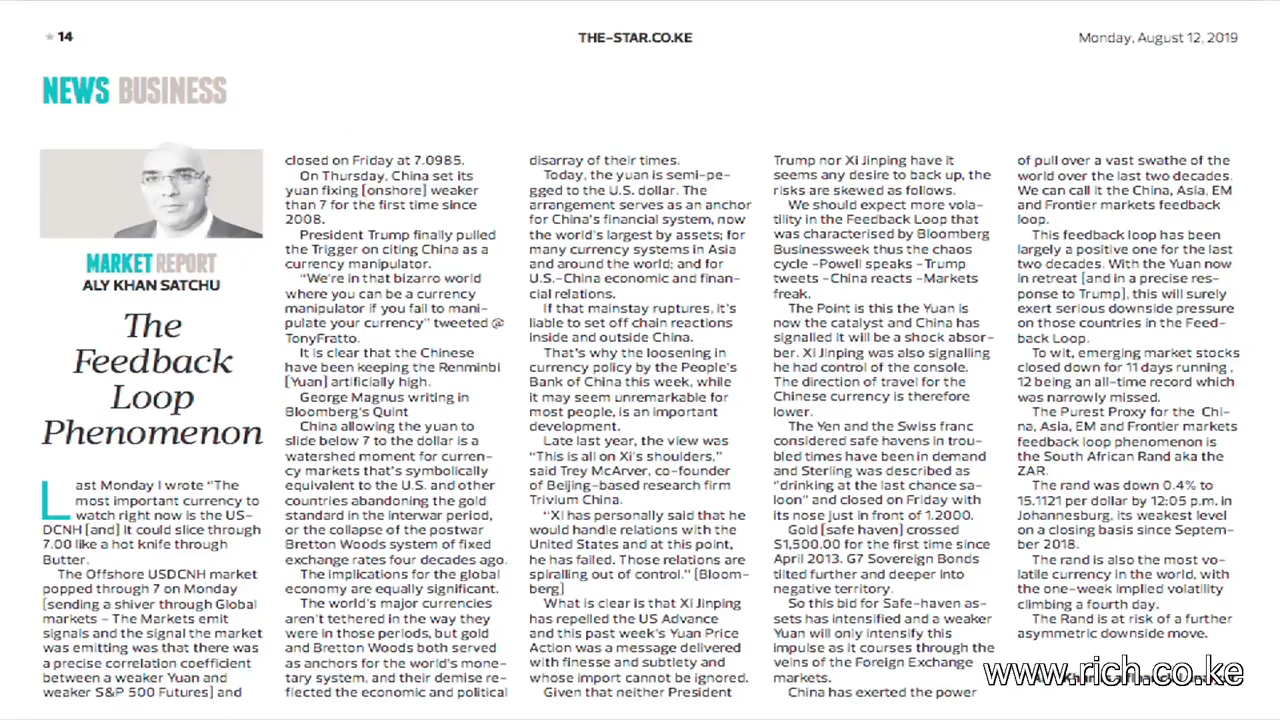 ★ 14
THE-STAR.CO.KE
Monday, August 12, 2019
NEWS BUSINESS
MARKET REPORT
ALY KHAN SATCHU
The
Feedback
Loop
Phenomenon
Last Monday I wrote "The
most important currency to
watch right now is the US-
DCNH [and] It could slice through
7.00 like a hot knife through
Butter.
The Offshore USDCNH market
popped through 7 on Monday
[sending a shiver through Global
markets – The Markets emit
signals and the signal the market
was emitting was that there was
a precise correlation coefficient
between a weaker Yuan and
weaker S&P 500 Futures] and
closed on Friday at 7.0985.
On Thursday, China set its
yuan fixing [onshore] weaker
than 7 for the first time since
2008.
President Trump finally pulled
the Trigger on citing China as a
currency manipulator.
"We're in that bizarro world
where you can be a currency
manipulator if you fail to mani-
pulate your currency" tweeted @
TonyFratto.
It is clear that the Chinese
have been keeping the Renminbi
[Yuan] artificially high.
George Magnus writing in
Bloomberg's Quint
China allowing the yuan to
slide below 7 to the dollar is a
watershed moment for curren-
cy markets that's symbolically
equivalent to the U.S. and other
countries abandoning the gold
standard in the interwar period,
or the collapse of the postwar
Bretton Woods system of fixed
exchange rates four decades ago.
The implications for the global
economy are equally significant.
The world's major currencies
aren't tethered in the way they
were in those periods, but gold
and Bretton Woods both served
as anchors for the world's mone-
tary system, and their demise re-
flected the economic and political
disarray of their times.
Today, the yuan is semi-pe-
gged to the U.S. dollar. The
arrangement serves as an anchor
for China's financial system, now
the world's largest by assets; for
many currency systems in Asia
and around the world; and for
U.S.-China economic and finan-
cial relations.
If that mainstay ruptures, it's
liable to set off chain reactions
inside and outside China.
That's why the loosening in
currency policy by the People's
Bank of China this week, while
it may seem unremarkable for
most people, is an important
development.
Late last year, the view was
"This is all on Xi's shoulders,"
said Trey McArver, co-founder
of Beijing-based research firm
Trivium China.
"Xi has personally said that he
would handle relations with the
United States and at this point,
he has failed. Those relations are
spiralling out of control." [Bloom-
berg]
What is clear is that Xi Jinping
has repelled the US Advance
and this past week's Yuan Price
Action was a message delivered
with finesse and subtlety and
whose import cannot be ignored.
Given that neither President
Trump nor Xi Jinping have it
seems any desire to back up, the
risks are skewed as follows.
We should expect more vola-
tility in the Feedback Loop that
was characterised by Bloomberg
Businessweek thus the chaos
cycle -Powell speaks -Trump
tweets -China reacts -Markets
freak.
The Point is this the Yuan is
now the catalyst and China has
signalled it will be a shock absor-
ber. Xi Jinping was also signalling
he had control of the console.
The direction of travel for the
Chinese currency is therefore
lower.
The Yen and the Swiss franc
considered safe havens in trou-
bled times have been in demand
and Sterling was described as
"drinking at the last chance sa-
loon" and closed on Friday with
its nose just in front of 1.2000.
Gold [safe haven] crossed
$1,500.00 for the first time since
April 2013. G7 Sovereign Bonds
tilted further and deeper into
negative territory.
So this bid for Safe-haven as-
sets has intensified and a weaker
Yuan will only intensify this
impulse as it courses through the
veins of the Foreign Exchange
markets.
China has exerted the power
of pull over a vast swathe of the
world over the last two decades.
We can call it the China, Asia, EM
and Frontier markets feedback
loop.
This feedback loop has been
largely a positive one for the last
two decades. With the Yuan now
in retreat [and in a precise res-
ponse to Trump], this will surely
exert serious downside pressure
on those countries in the Feed-
back Loop.
To wit, emerging market stocks
closed down for 11 days running ,
12 being an all-time record which
was narrowly missed.
The Purest Proxy for the Chi-
na, Asia, EM and Frontier markets
feedback loop phenomenon is
the South African Rand aka the
ZAR.
The rand was down 0.4% to
15.1121 per dollar by 12:05 p.m. in
Johannesburg, its weakest level
on a closing basis since Septem-
ber 2018.
The rand is also the most vo-
latile currency in the world, with
the one-week implied volatility
climbing a fourth day.
The Rand is at risk of a further
asymmetric downside move.
www.rich.co.ke